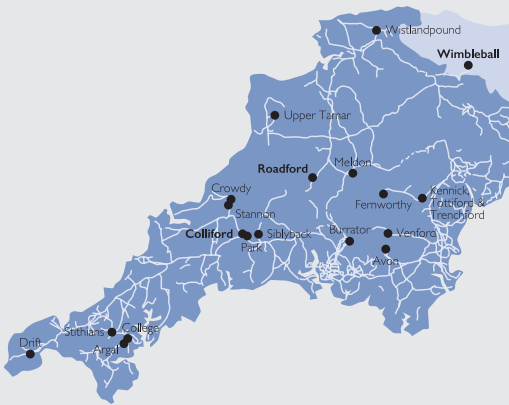 Wistlandpound
Wimbleball
Upper Tamar
Roadford
Meldon
Crowdy
Stannon
Fernworthy
Kennick,
Tottiford &
Trenchford
Colliford
Park
Siblyback
Burrator
Venford
Avon
Stithians
College
Argal
Drift